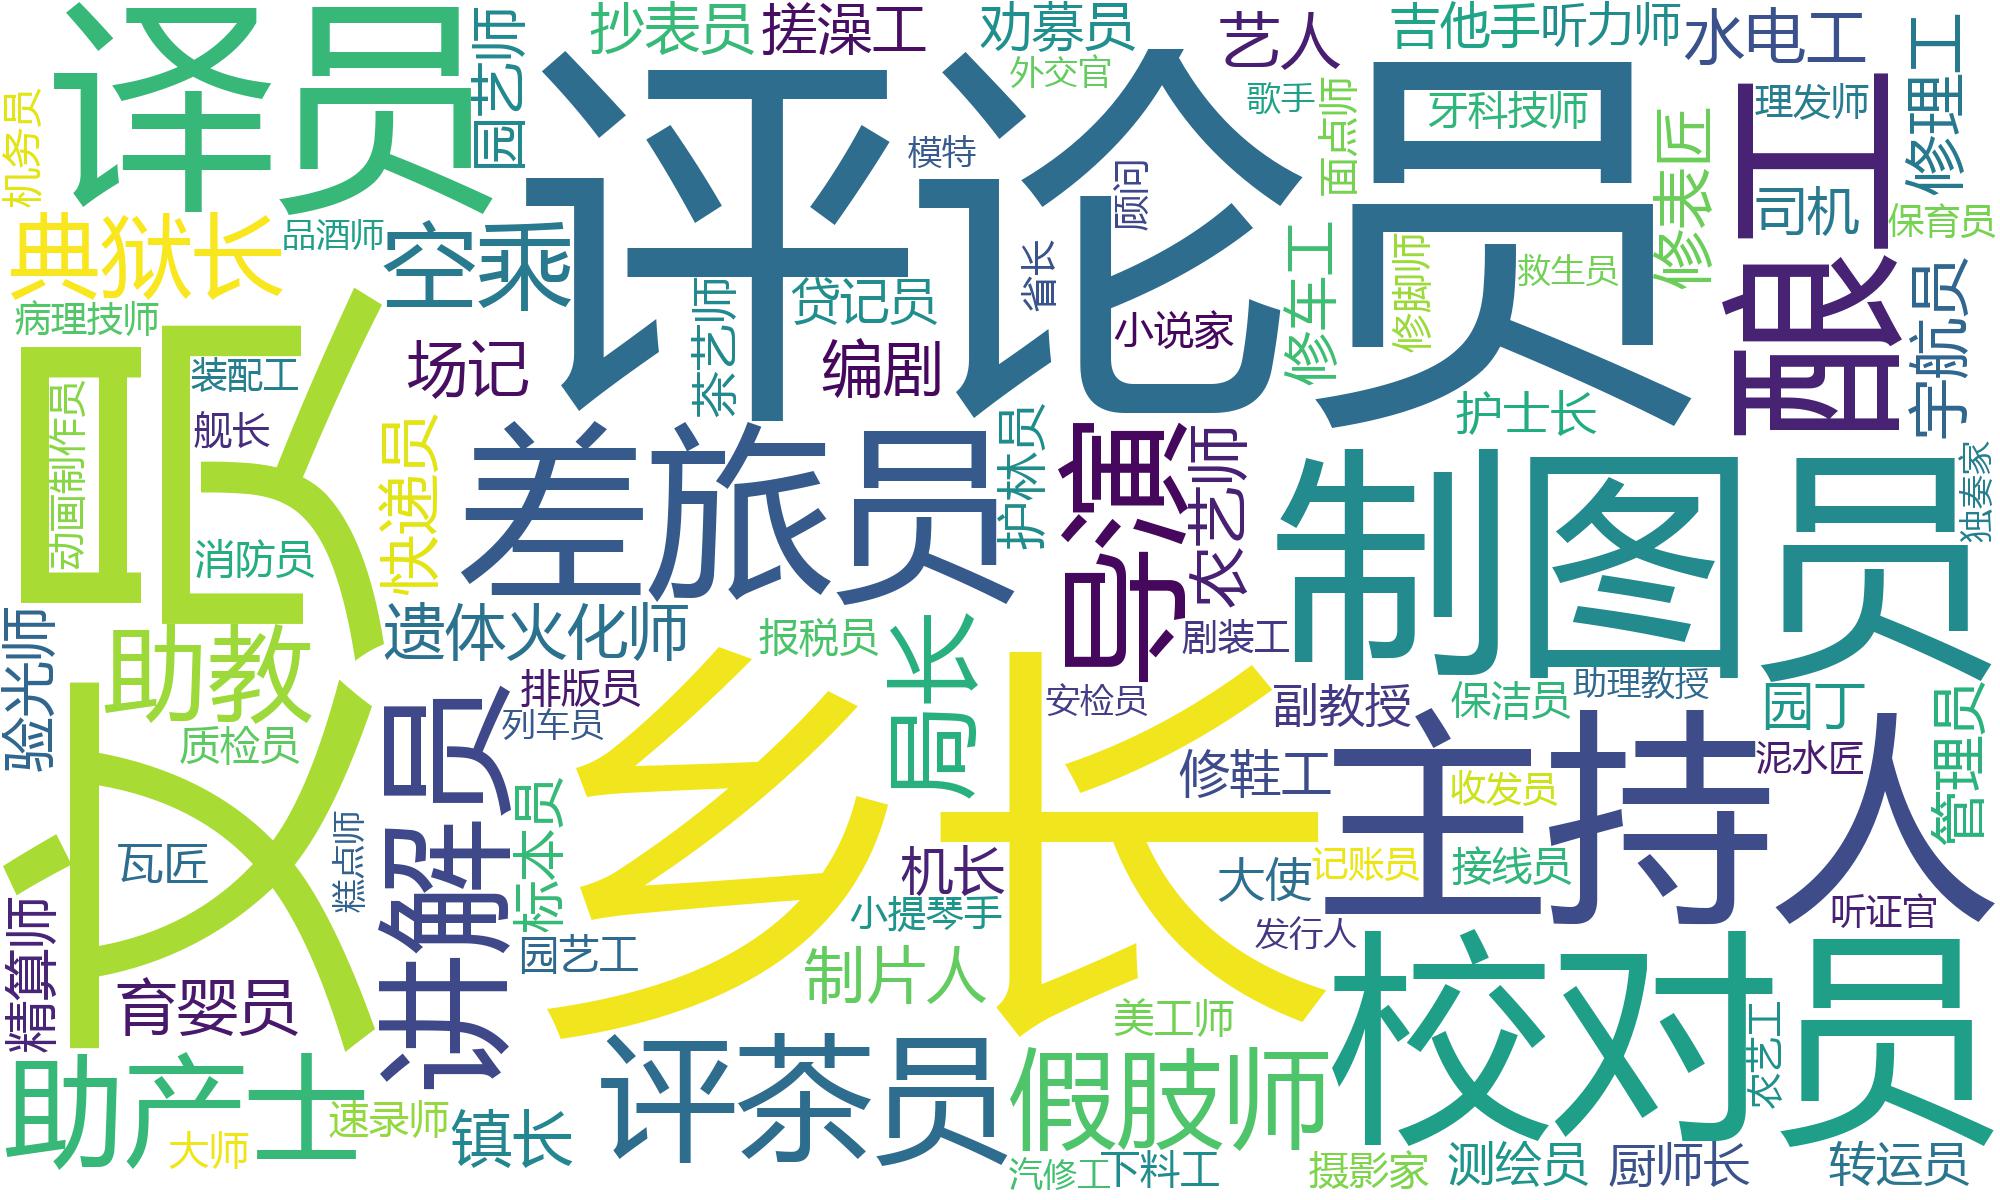 译员
园艺师
抄表员
搓澡工
劝募员
外交官
艺人
歌手
吉他手
听力师
水电工
修理工
机务员
评论员
模特
顾问
面点师
牙科技师
理发师
修表匠
酿工
司机
保育员
典狱长
品酒师
空乘
省长
修车工
修脚师
救生员
宇航员
病理技师
文员
装配工
舰长
动画制作员
消防员
场记
茶艺师
贷记员
编剧
小说家
护士长
快递员
差旅员
护林员
导演
农艺师
制图员
独奏家
验光师
助教
质检员
遗体火化师
排版员
列车员
报税员
局长
安检员
剧装工
副教授
保洁员
助理教授
园丁
管理员
讲解员
标本员
乡长
修鞋工
主持人
收发员
泥水匠
瓦匠
糕点师
机长
小提琴手
大使
记账员
接线员
发行人
听证官
精算师
育婴员
园艺工
制片人
美工师
校对员
农艺工
助产士
大师
速录师
镇长
评茶员
假肢师
汽修工
下料工
摄影家
测绘员
厨师长
转运员